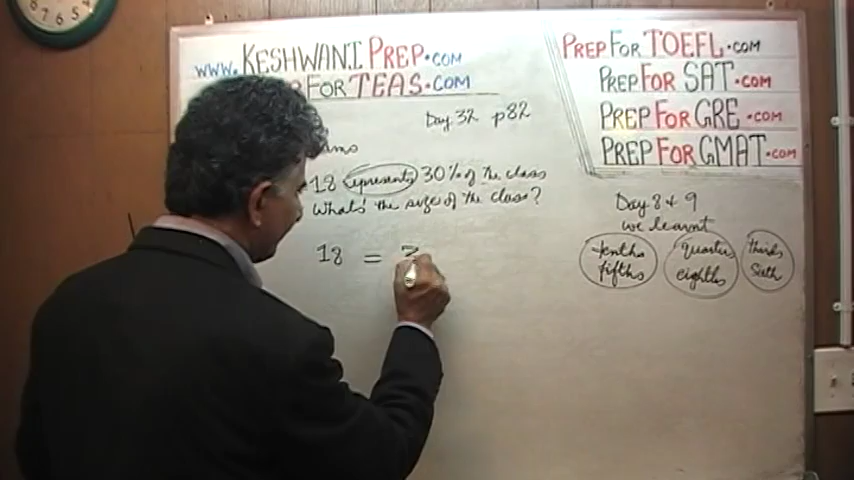 www. KESHWANI PREP.COM
FOR TEAS.COM
Day 32 p82
18 represents 30% of the class
What's the size of the class?
18 = 3
PREP FOR TOEFL.COM
PREP FOR SAT.COM
PREP FOR GRE.COM
PREP FOR GMAT.COM
Day 8 & 9
we learnt
tenths quarters thirds
fifths eighths sixth